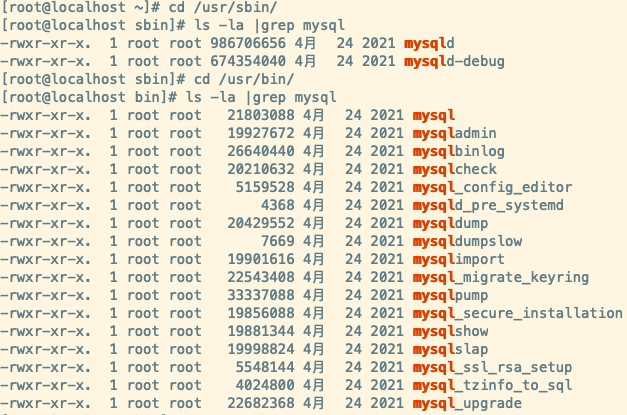 [root@localhost ~]# cd /usr/sbin/
[root@localhost sbin]# ls -la |grep mysql
-rwxr-xr-x.  1 root root 986706656 4月  24 2021 mysqld
-rwxr-xr-x.  1 root root 674354040 4月  24 2021 mysqld-debug
[root@localhost sbin]# cd /usr/bin/
[root@localhost bin]# ls -la |grep mysql
-rwxr-xr-x.  1 root root  21803088 4月  24 2021 mysql
-rwxr-xr-x.  1 root root  19927672 4月  24 2021 mysqladmin
-rwxr-xr-x.  1 root root  26640440 4月  24 2021 mysqlbinlog
-rwxr-xr-x.  1 root root  20210632 4月  24 2021 mysqlcheck
-rwxr-xr-x.  1 root root   5159528 4月  24 2021 mysql_config_editor
-rwxr-xr-x.  1 root root      4368 4月  24 2021 mysqld_pre_systemd
-rwxr-xr-x.  1 root root  20429552 4月  24 2021 mysqldump
-rwxr-xr-x.  1 root root      7669 4月  24 2021 mysqldumpslow
-rwxr-xr-x.  1 root root  19901616 4月  24 2021 mysqlimport
-rwxr-xr-x.  1 root root  22543408 4月  24 2021 mysql_migrate_keyring
-rwxr-xr-x.  1 root root  33337088 4月  24 2021 mysqlpump
-rwxr-xr-x.  1 root root  19856088 4月  24 2021 mysql_secure_installation
-rwxr-xr-x.  1 root root  19881344 4月  24 2021 mysqlshow
-rwxr-xr-x.  1 root root  19998824 4月  24 2021 mysqlslap
-rwxr-xr-x.  1 root root   5548144 4月  24 2021 mysql_ssl_rsa_setup
-rwxr-xr-x.  1 root root   4024800 4月  24 2021 mysql_tzinfo_to_sql
-rwxr-xr-x.  1 root root  22682368 4月  24 2021 mysql_upgrade